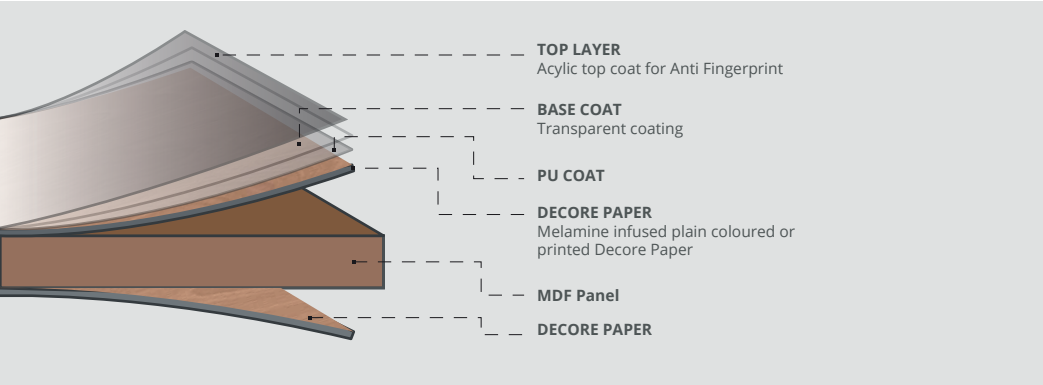 TOP LAYER
Acylic top coat for Anti Fingerprint
BASE COAT
Transparent coating
PU COAT
DECORE PAPER
Melamine infused plain coloured or
printed Decore Paper
MDF Panel
DECORE PAPER